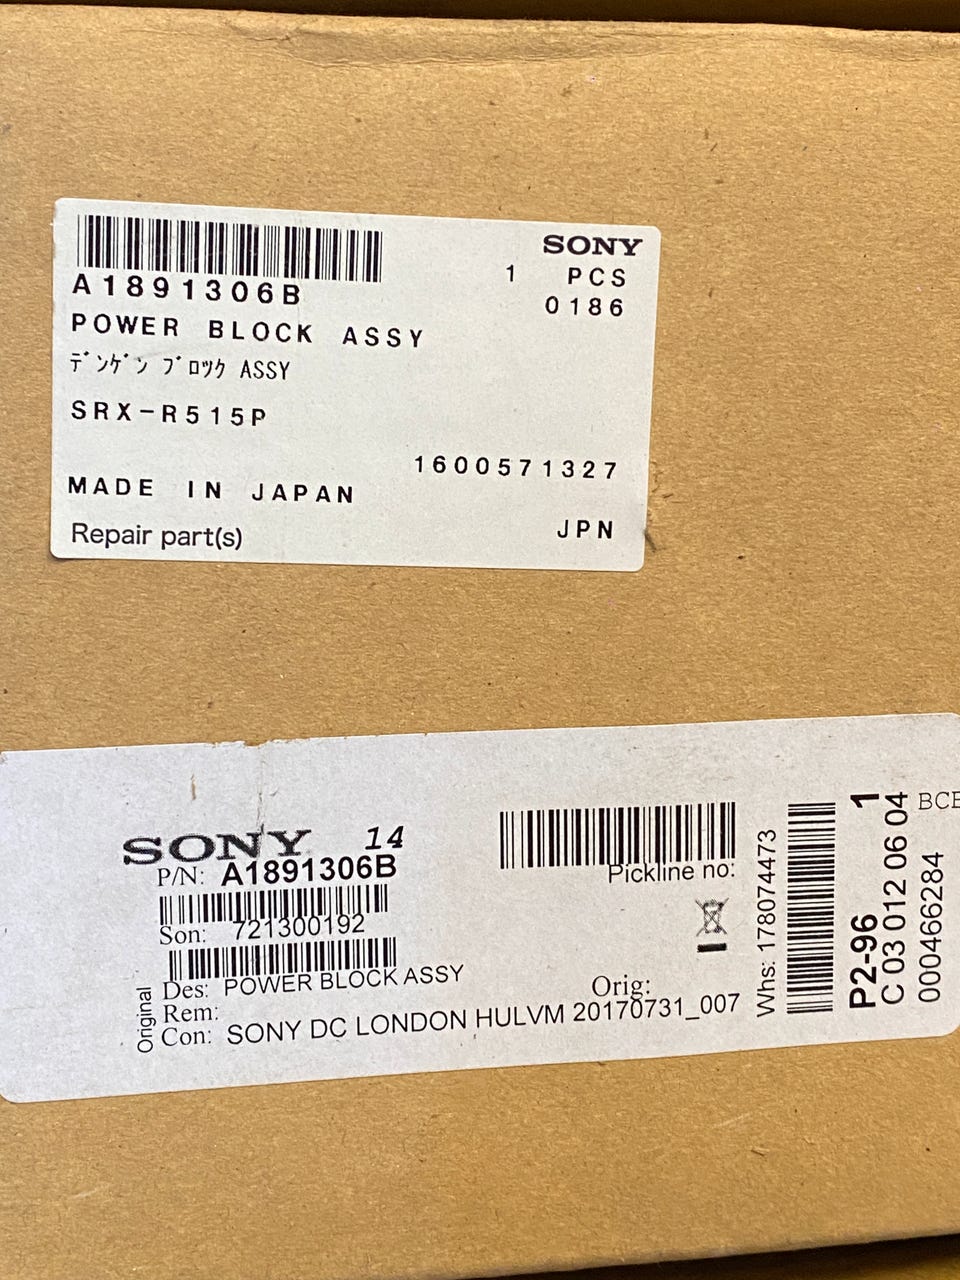 SONY
A1891306B
1 PCS
0186
POWER BLOCK ASSY
ﾃﾞﾝｹﾞﾝ ﾌﾞﾛｯｸ ASSY
SRX-R515P
1600571327
MADE IN JAPAN
JPN
Repair part(s)
SONY 14
P/N: A1891306B
Son: 721300192
Des: POWER BLOCK ASSY
Rem:
Con: SONY DC LONDON HULVM 20170731_007
Original
Pickline no:
Orig:
Whs: 178074473
P2-96 1
C 03 012 06 04
000466284
BCE